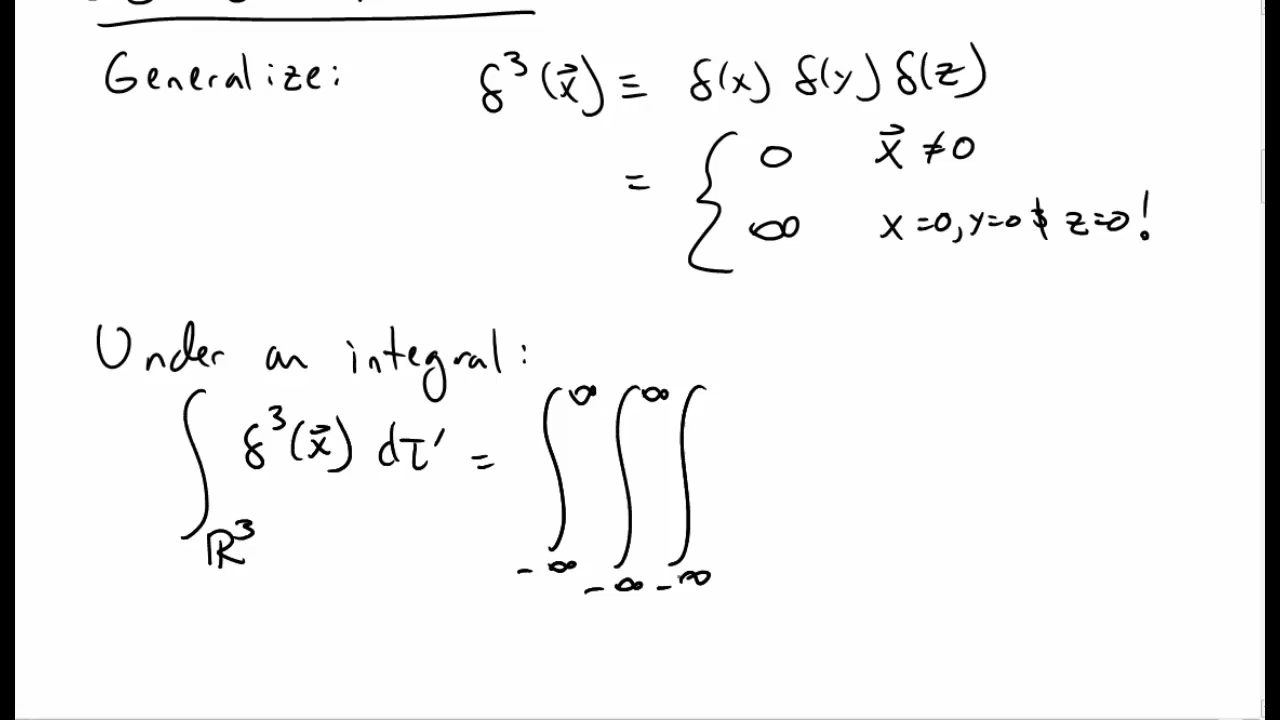 Generalize: δ³(x⃗) ≡ δ(x) δ(y) δ(z)
= { 0 x⃗ ≠ 0
∞ x=0, y=0 & z=0!
Under an integral:
∫_{ℝ³} δ³(x⃗) dτ' = ∫_{-∞}^{∞} ∫_{-∞}^{∞} ∫_{-∞}